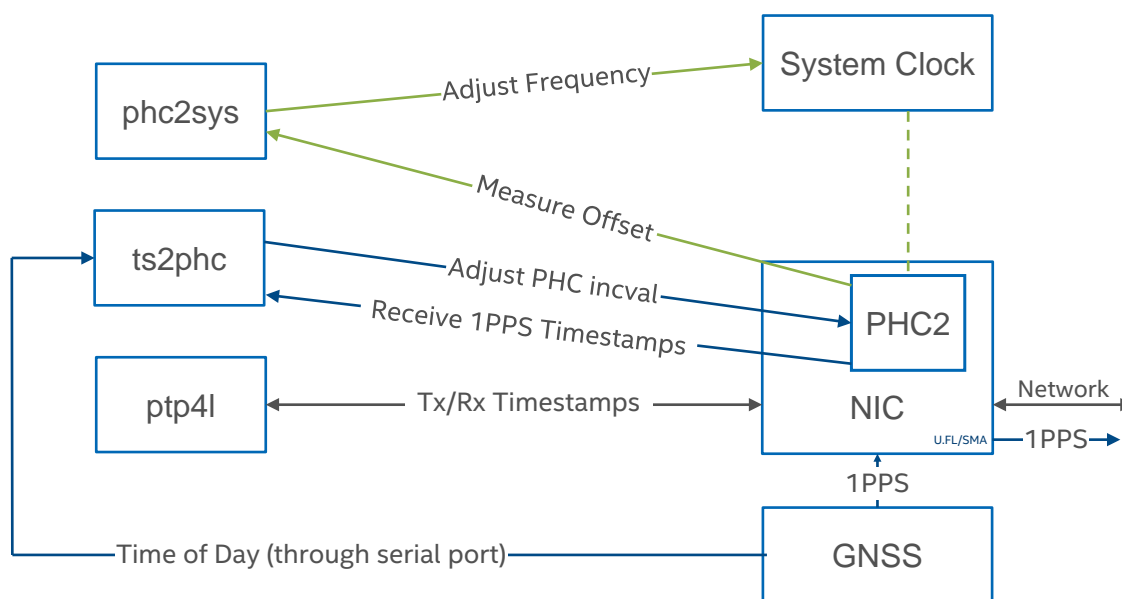 System Clock
Adjust Frequency
phc2sys
Measure Offset
ts2phc
Adjust PHC incval
PHC2
Receive 1PPS Timestamps
ptp4l
Tx/Rx Timestamps
NIC
Network
U.FL/SMA
1PPS
1PPS
Time of Day (through serial port)
GNSS